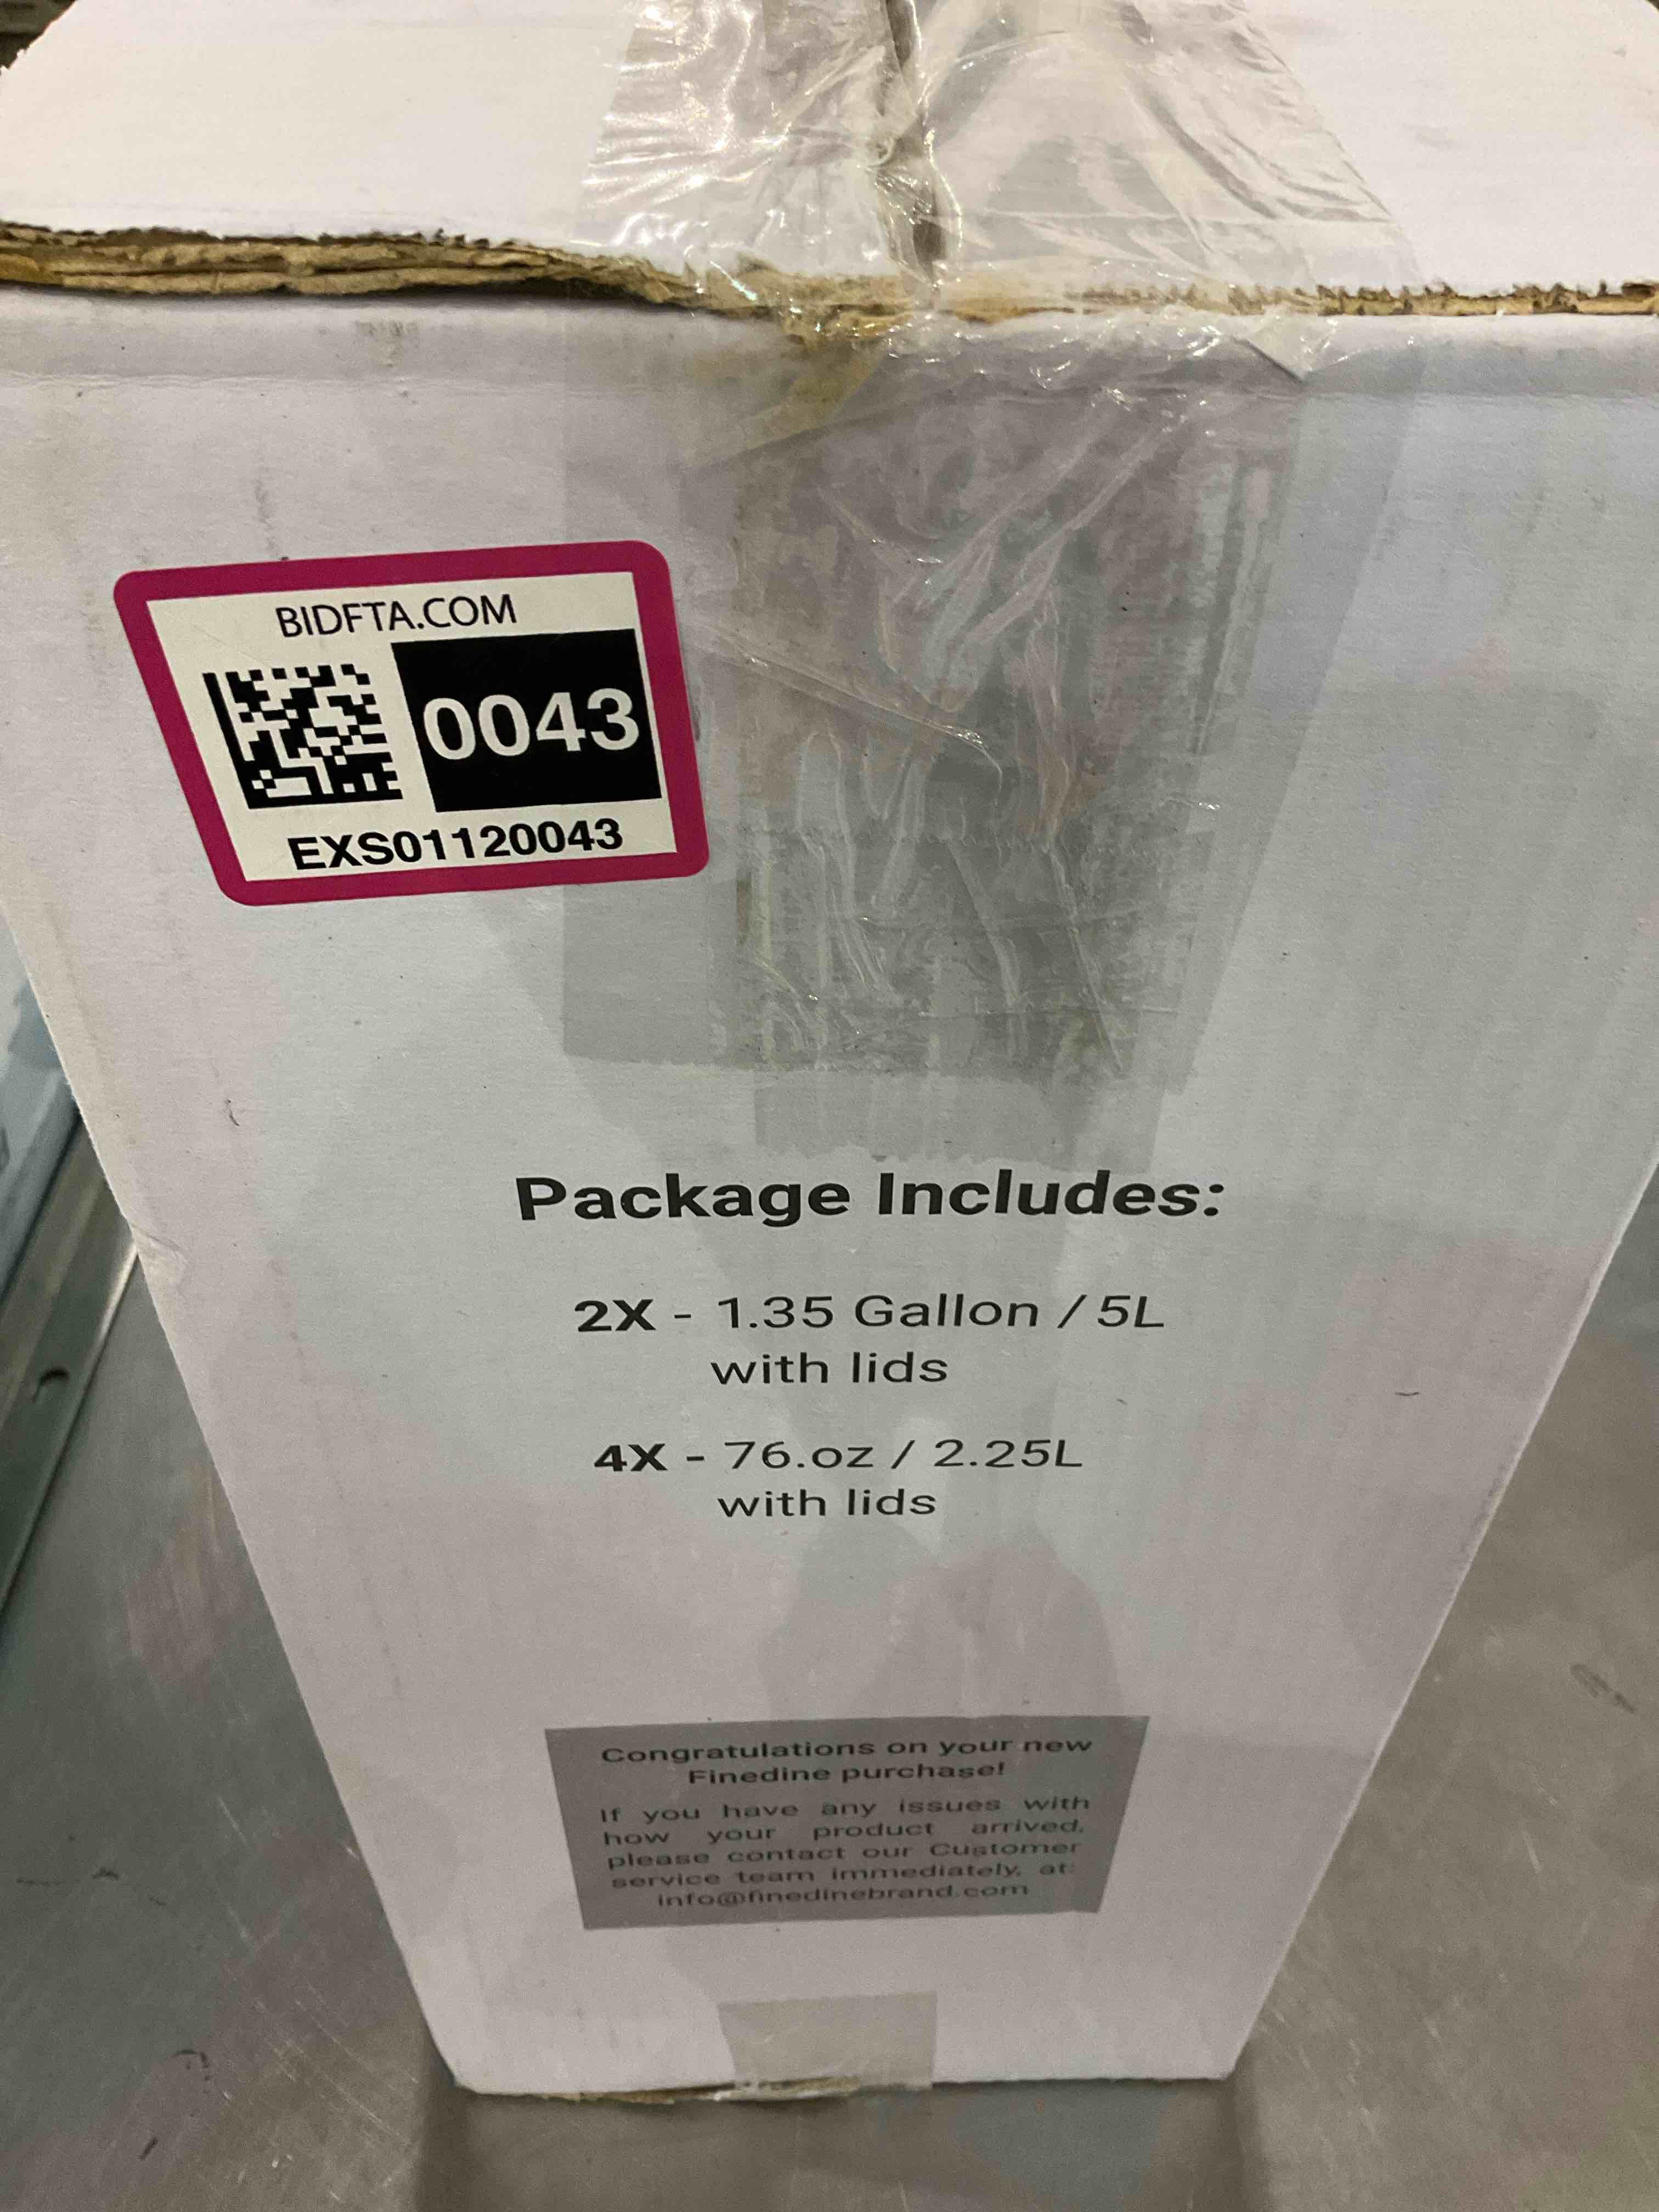 BIDFTA.COM
0043
EXS01120043
Package Includes:
2X - 1.35 Gallon / 5L
with lids
4X - 76.oz / 2.25L
with lids
Congratulations on your new
Finedine purchase!
If you have any issues with
how your product arrived,
please contact our Customer
service team immediately, at:
info@finedinebrand.com